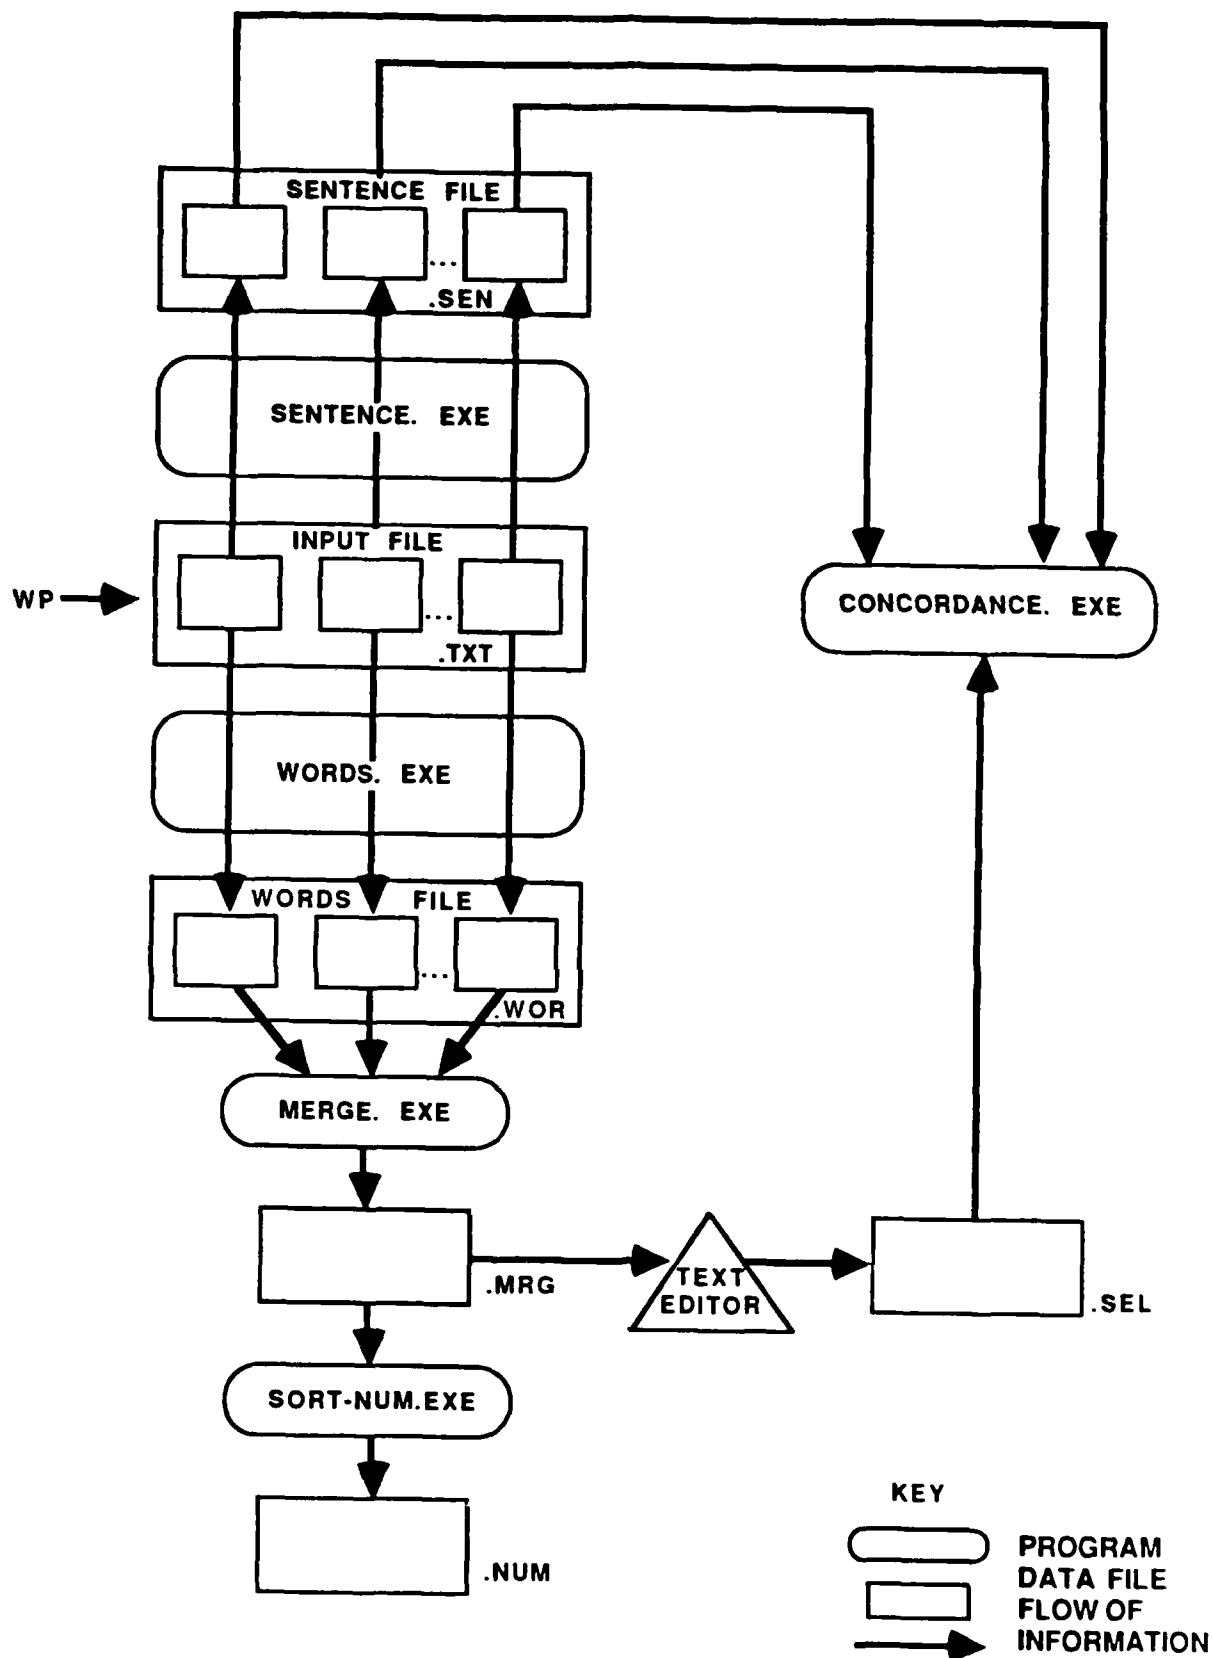 SENTENCE FILE
...
.SEN
SENTENCE. EXE
INPUT FILE
WP
...
.TXT
CONCORDANCE. EXE
WORDS. EXE
WORDS FILE
...
.WOR
MERGE. EXE
.MRG
TEXT
EDITOR
.SEL
SORT-NUM.EXE
.NUM
KEY
PROGRAM
DATA FILE
FLOW OF
INFORMATION